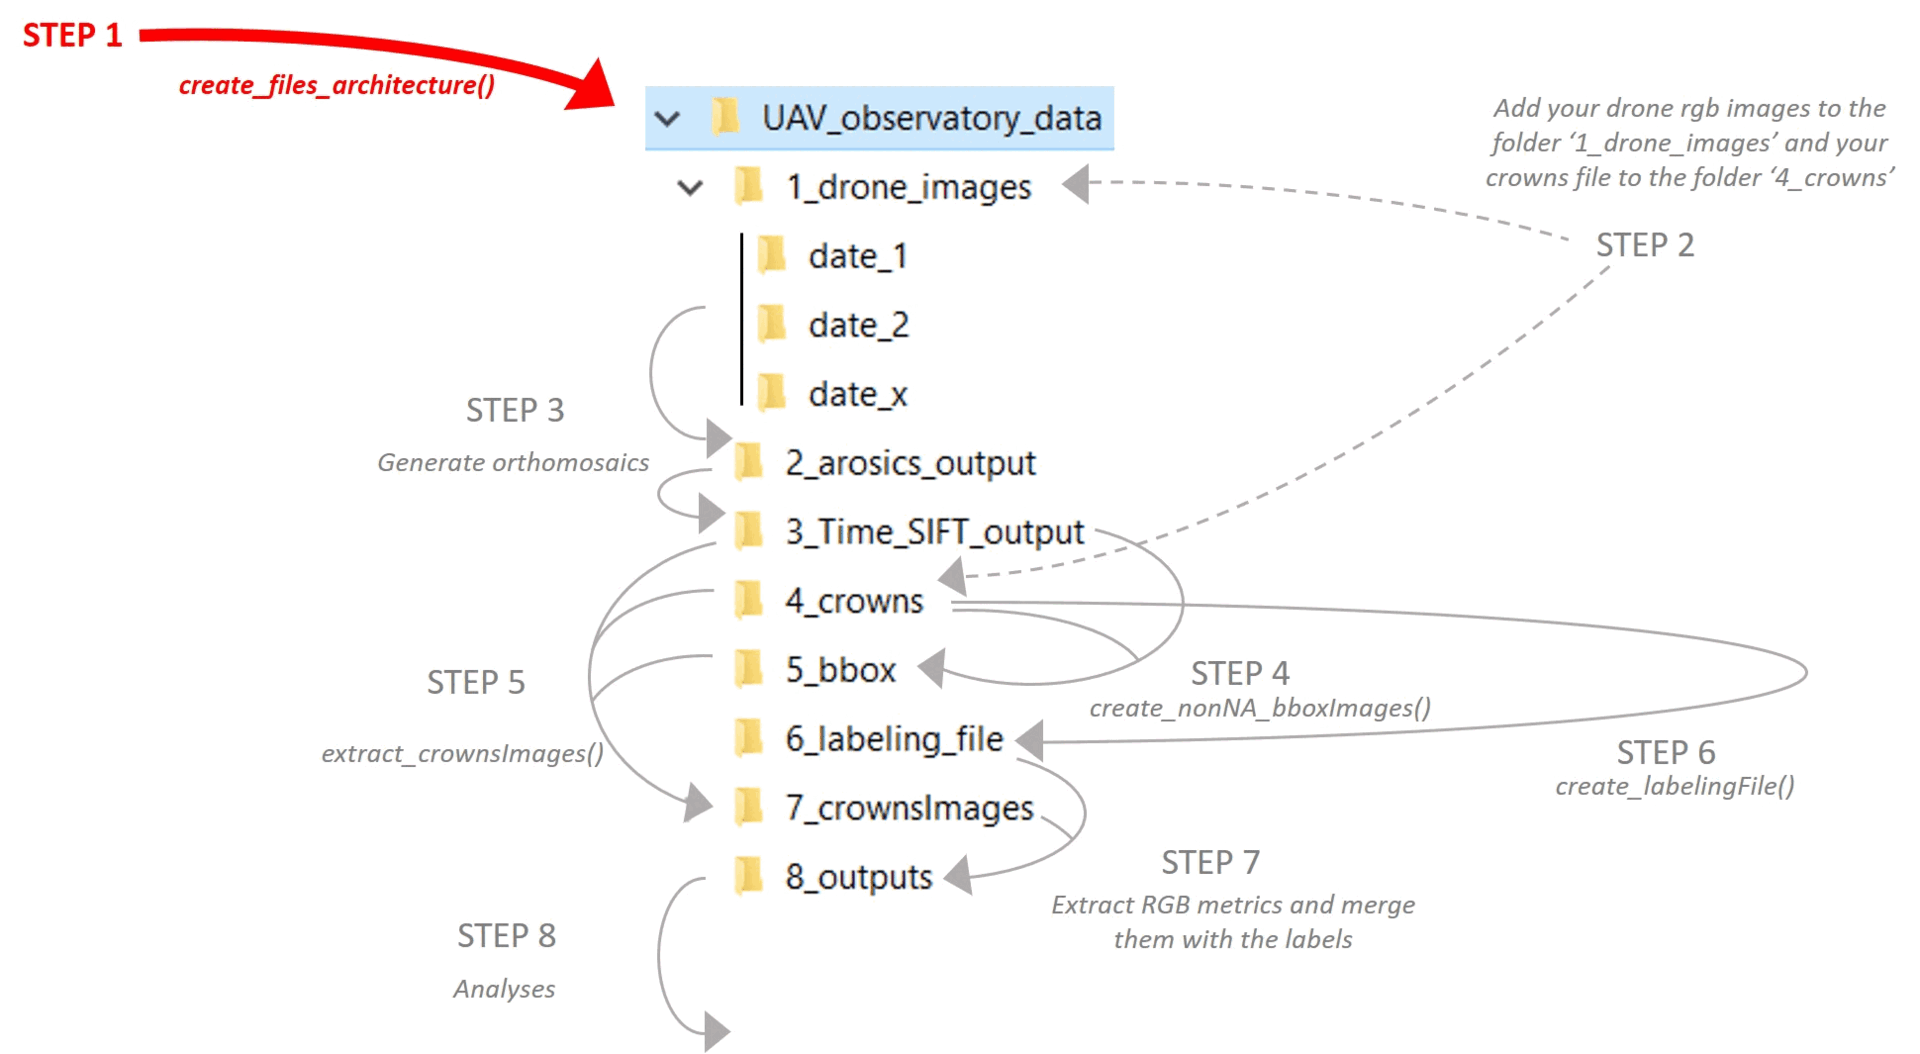 STEP 1
create_files_architecture()
UAV_observatory_data
Add your drone rgb images to the
folder ‘1_drone_images’ and your
crowns file to the folder ‘4_crowns’
1_drone_images
STEP 2
date_1
date_2
date_x
STEP 3
Generate orthomosaics
2_arosics_output
3_Time_SIFT_output
4_crowns
5_bbox
STEP 4
create_nonNA_bboxImages()
STEP 5
extract_crownsImages()
6_labeling_file
STEP 6
create_labelingFile()
7_crownsImages
8_outputs
STEP 7
Extract RGB metrics and merge
them with the labels
STEP 8
Analyses